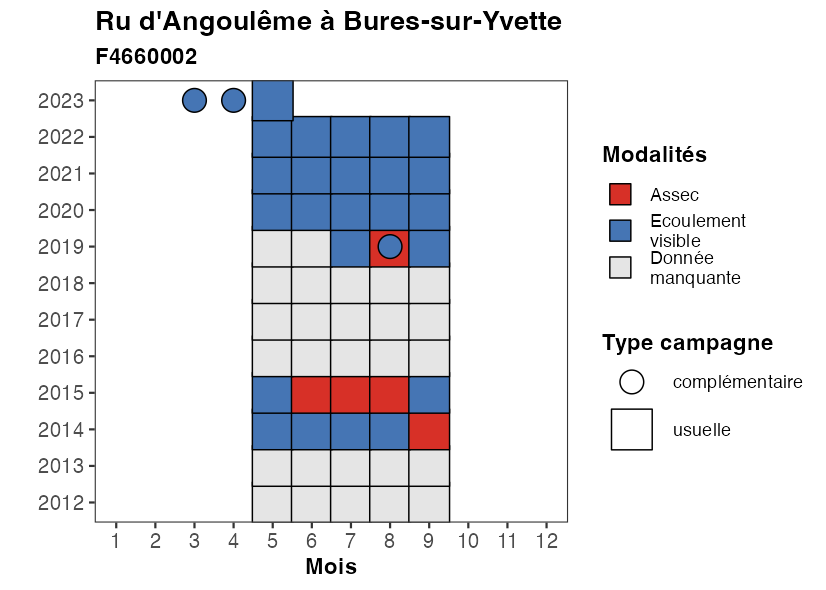 Ru d'Angoulême à Bures-sur-Yvette
F4660002
2023
2022
2021
2020
2019
2018
2017
2016
2015
2014
2013
2012
1 2 3 4 5 6 7 8 9 10 11 12
Mois
Modalités
Assec
Ecoulement
visible
Donnée
manquante
Type campagne
complémentaire
usuelle